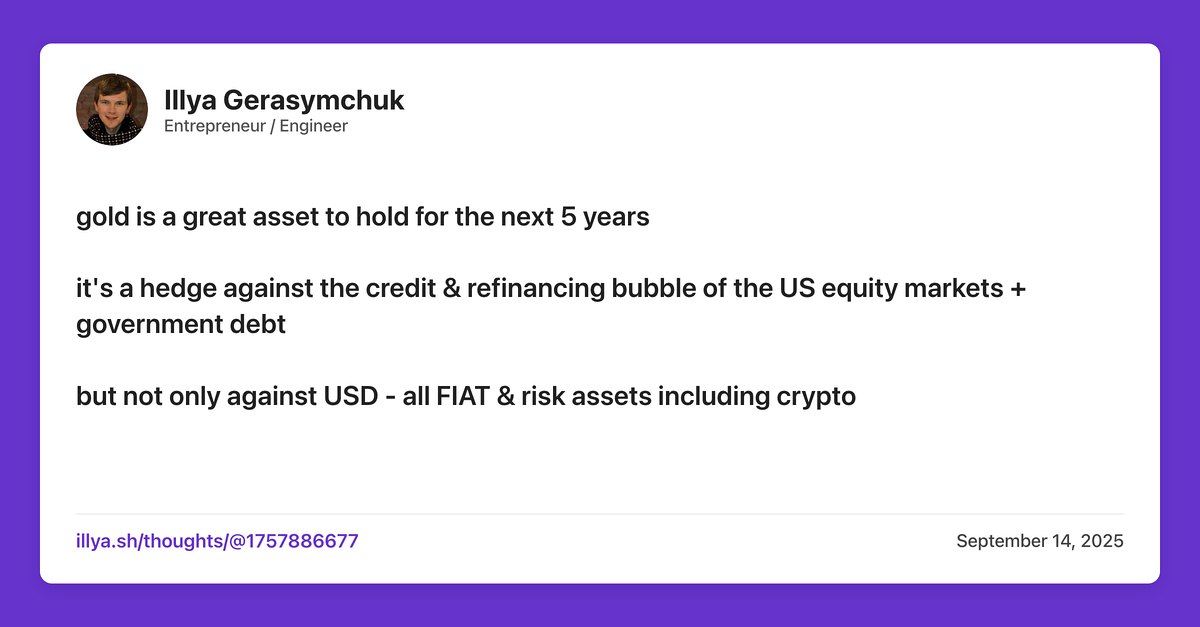 Illya Gerasymchuk
Entrepreneur / Engineer
gold is a great asset to hold for the next 5 years
it's a hedge against the credit & refinancing bubble of the US equity markets +
government debt
but not only against USD - all FIAT & risk assets including crypto
illya.sh/thoughts/@1757886677
September 14, 2025